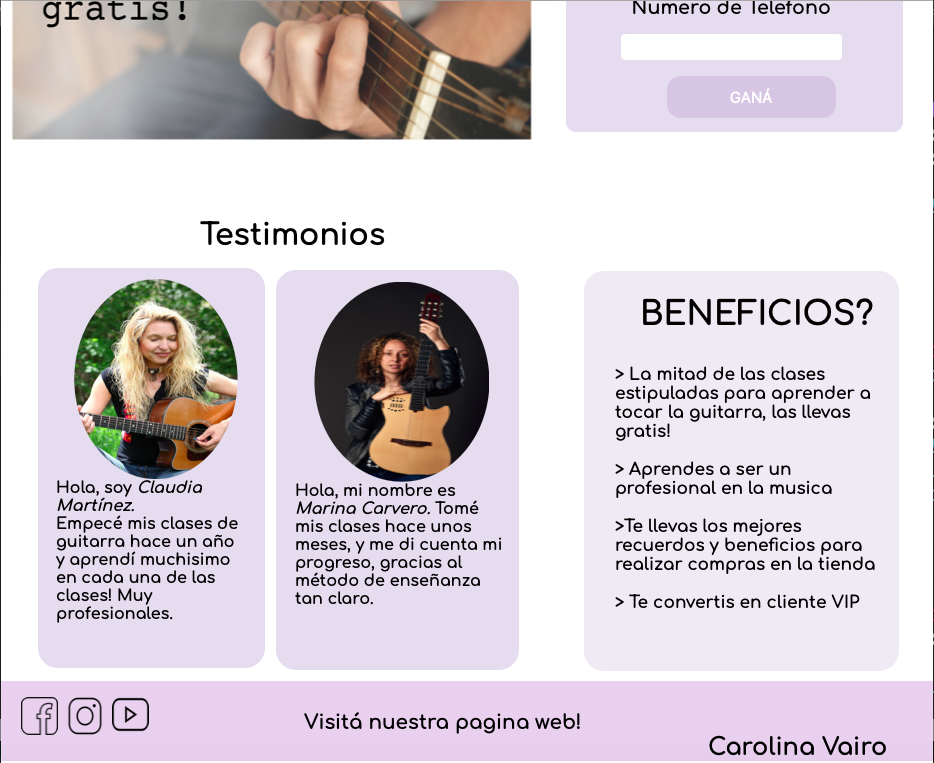 gratis!
Numero de Telefono
GANÁ
Testimonios
Hola, soy Claudia
Martínez.
Empecé mis clases de
guitarra hace un año
y aprendí muchisimo
en cada una de las
clases! Muy
profesionales.
Hola, mi nombre es
Marina Carvero. Tomé
mis clases hace unos
meses, y me di cuenta mi
progreso, gracias al
método de enseñanza
tan claro.
BENEFICIOS?
> La mitad de las clases
estipuladas para aprender a
tocar la guitarra, las llevas
gratis!
> Aprendes a ser un
profesional en la musica
>Te llevas los mejores
recuerdos y beneficios para
realizar compras en la tienda
> Te convertis en cliente VIP
Visitá nuestra pagina web!
Carolina Vairo